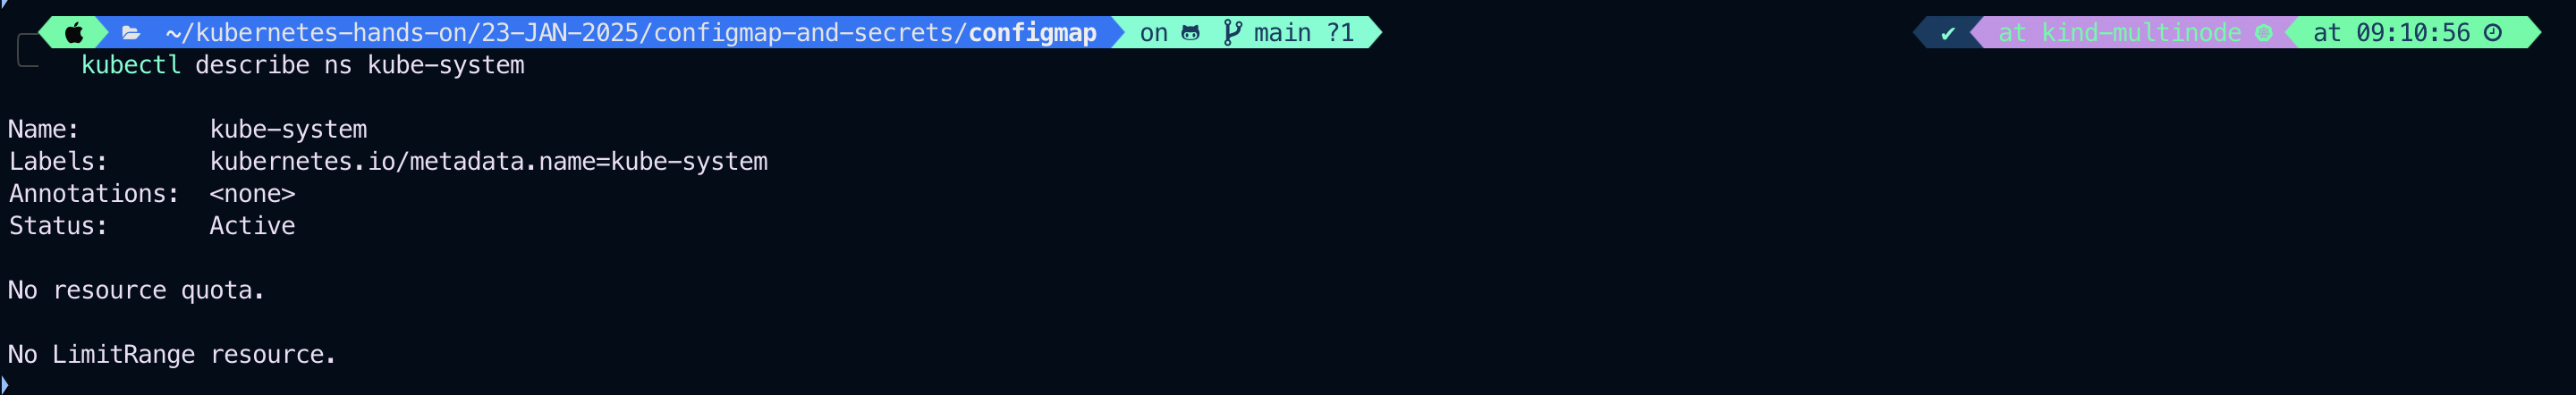 ~/kubernetes-hands-on/23-JAN-2025/configmap-and-secrets/configmap on main ?1 ✔ at kind-multinode at 09:10:56
kubectl describe ns kube-system
Name: kube-system
Labels: kubernetes.io/metadata.name=kube-system
Annotations: <none>
Status: Active
No resource quota.
No LimitRange resource.